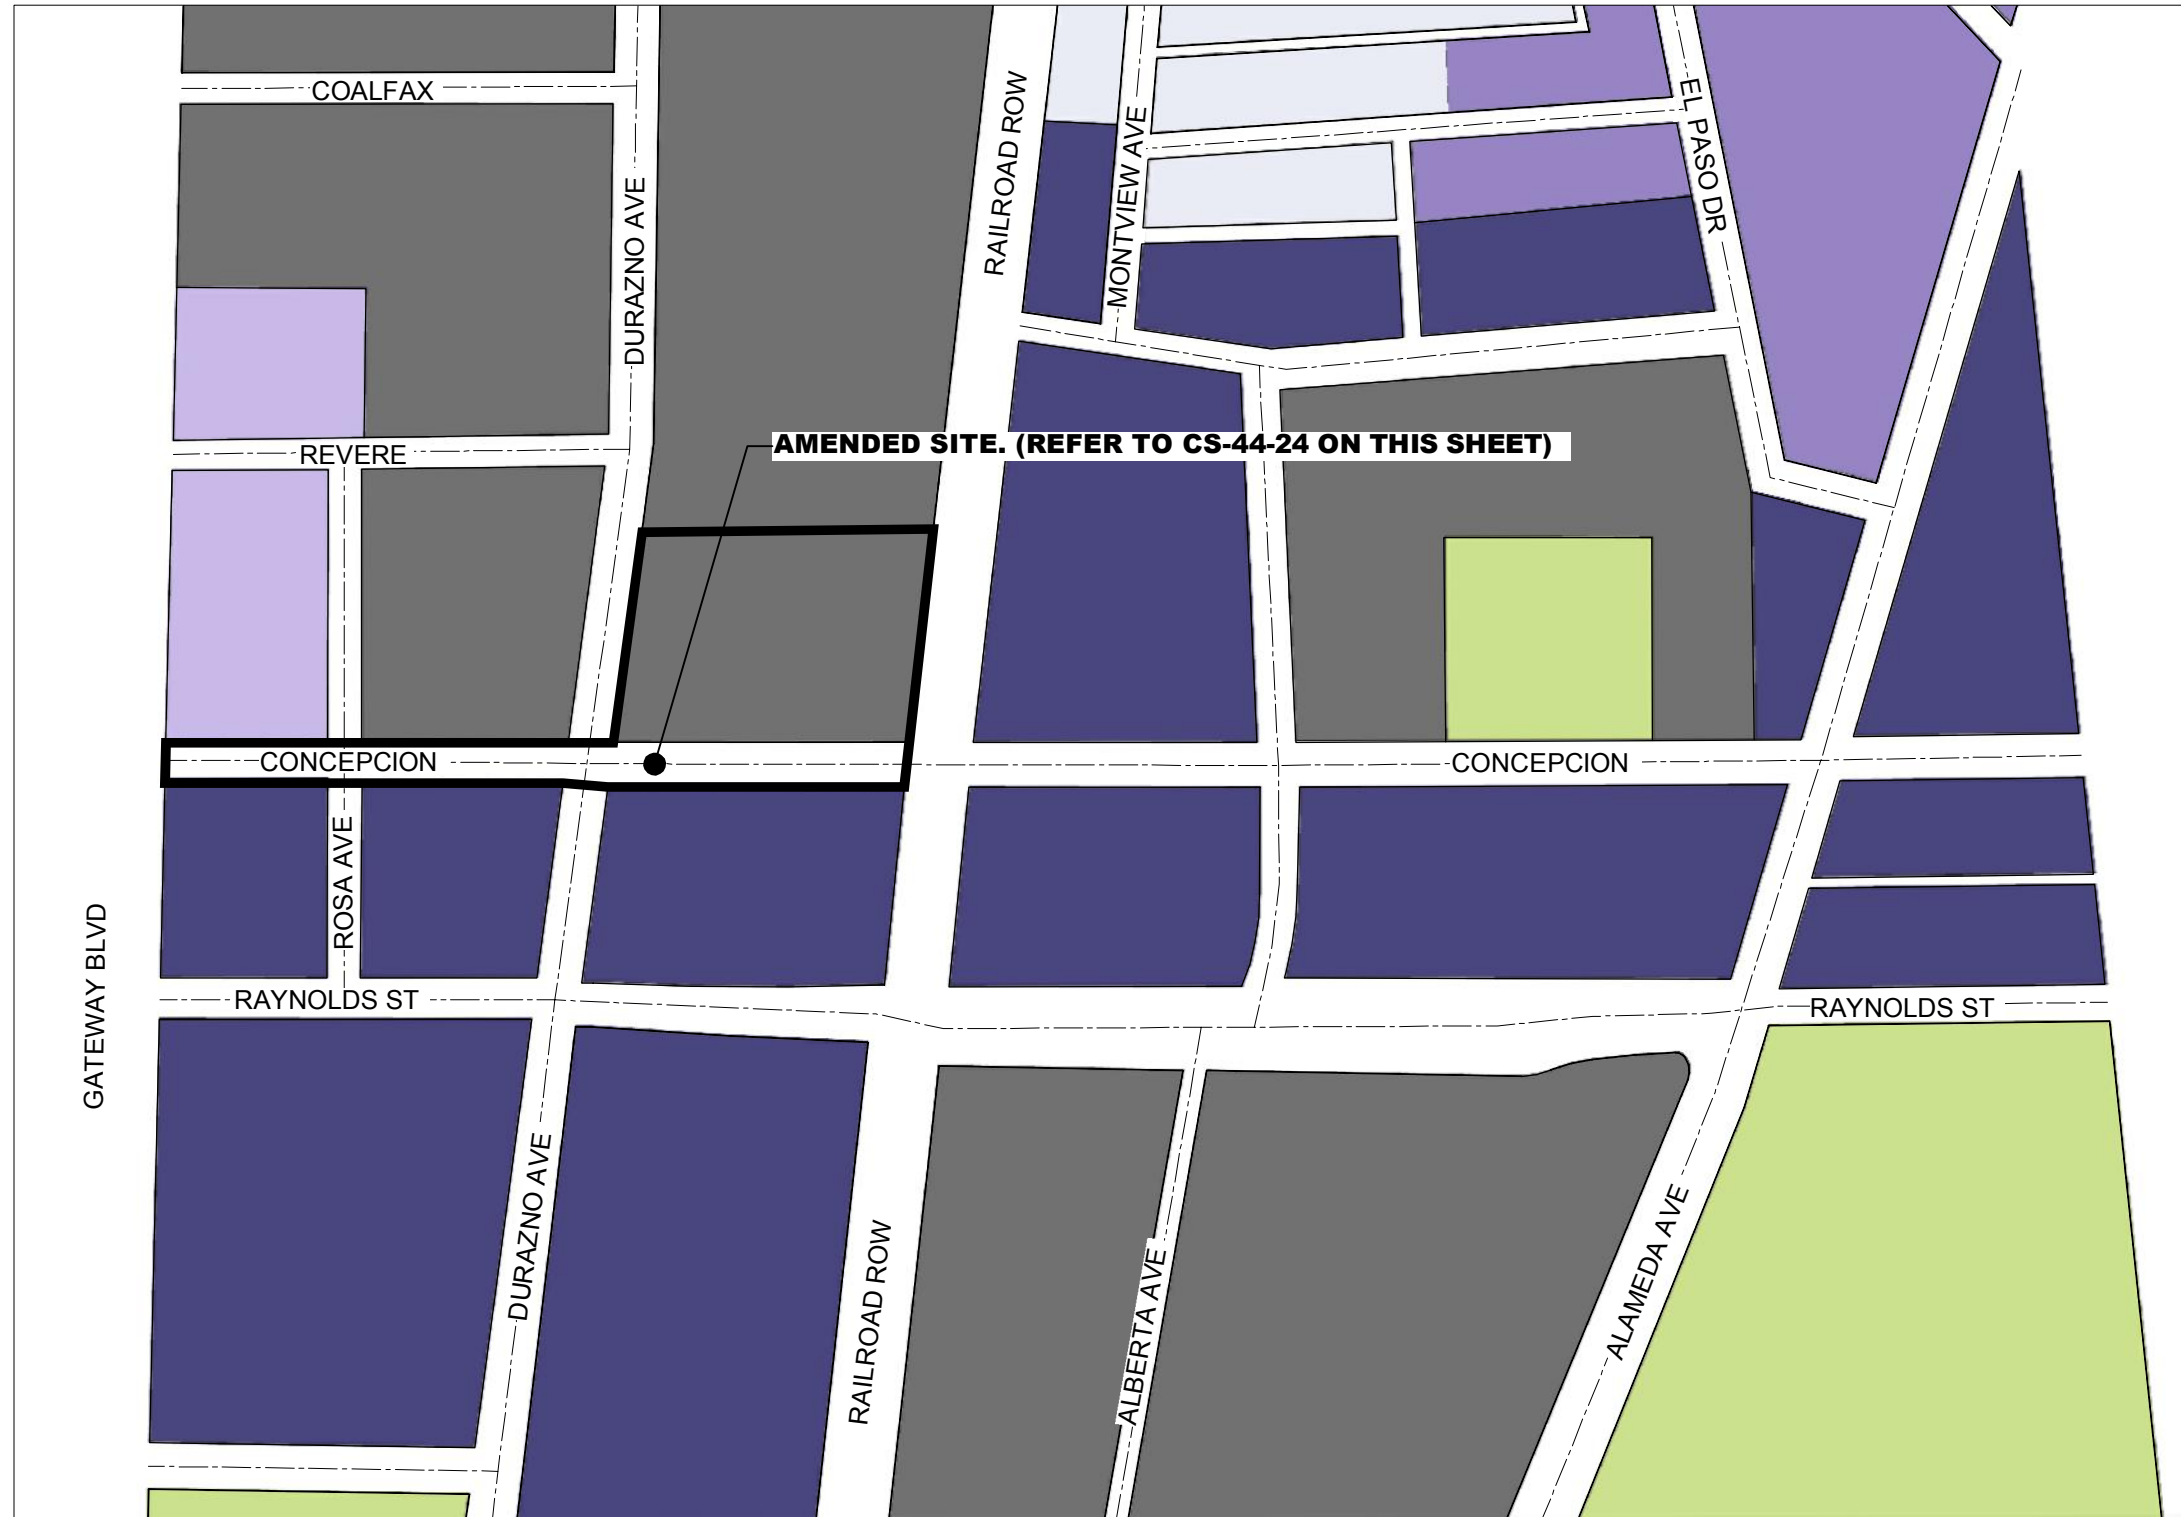 COALFAX
RAILROAD ROW
MONTVIEW AVE
EL PASO DR
DURAZNO AVE
REVERE
AMENDED SITE. (REFER TO CS-44-24 ON THIS SHEET)
CONCEPCION
CONCEPCION
ROSA AVE
GATEWAY BLVD
RAYNOLDS ST
RAYNOLDS ST
DURAZNO AVE
RAILROAD ROW
ALBERTA AVE
ALAMEDA AVE